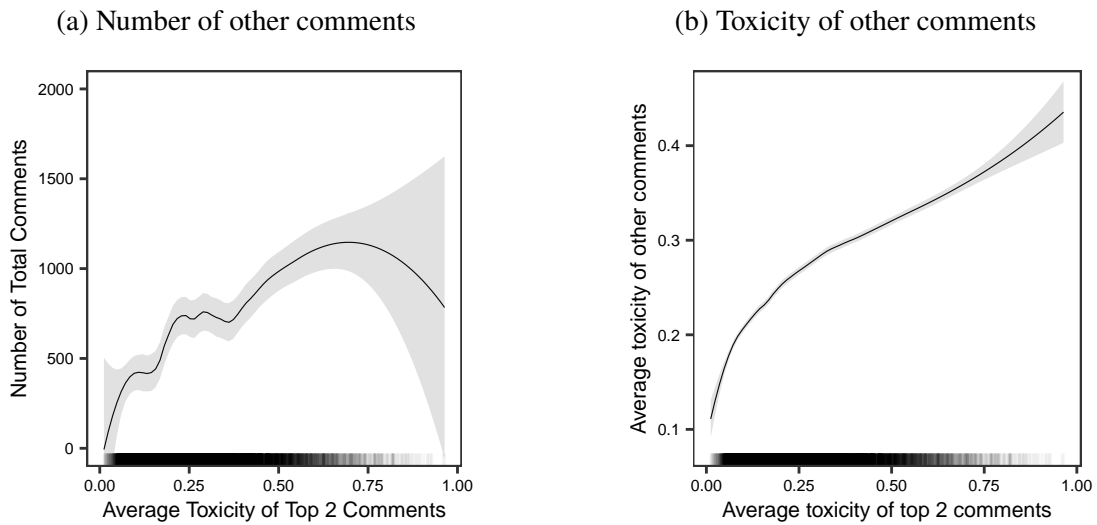 (a) Number of other comments
2000
1500
1000
500
0
Number of Total Comments
0.00 0.25 0.50 0.75 1.00
Average Toxicity of Top 2 Comments
(b) Toxicity of other comments
0.4
0.3
0.2
0.1
Average toxicity of other comments
0.00 0.25 0.50 0.75 1.00
Average toxicity of top 2 comments